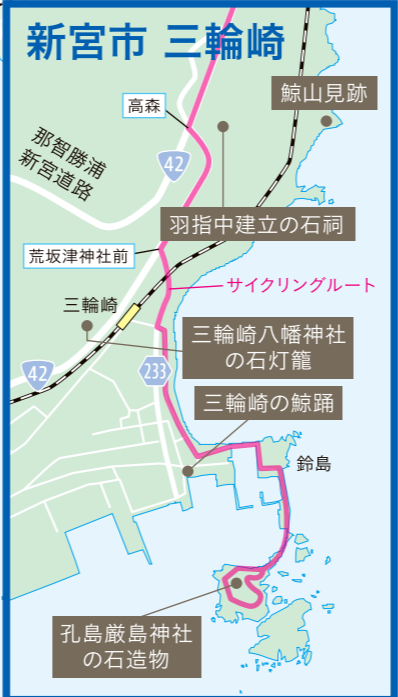 新宮市 三輪崎
鯨山見跡
高森
那智勝浦
新宮道路
42
羽指中建立の石祠
荒坂津神社前
サイクリングルート
三輪崎
三輪崎八幡神社
の石灯籠
42
233
三輪崎の鯨踊
鈴島
孔島厳島神社
の石造物